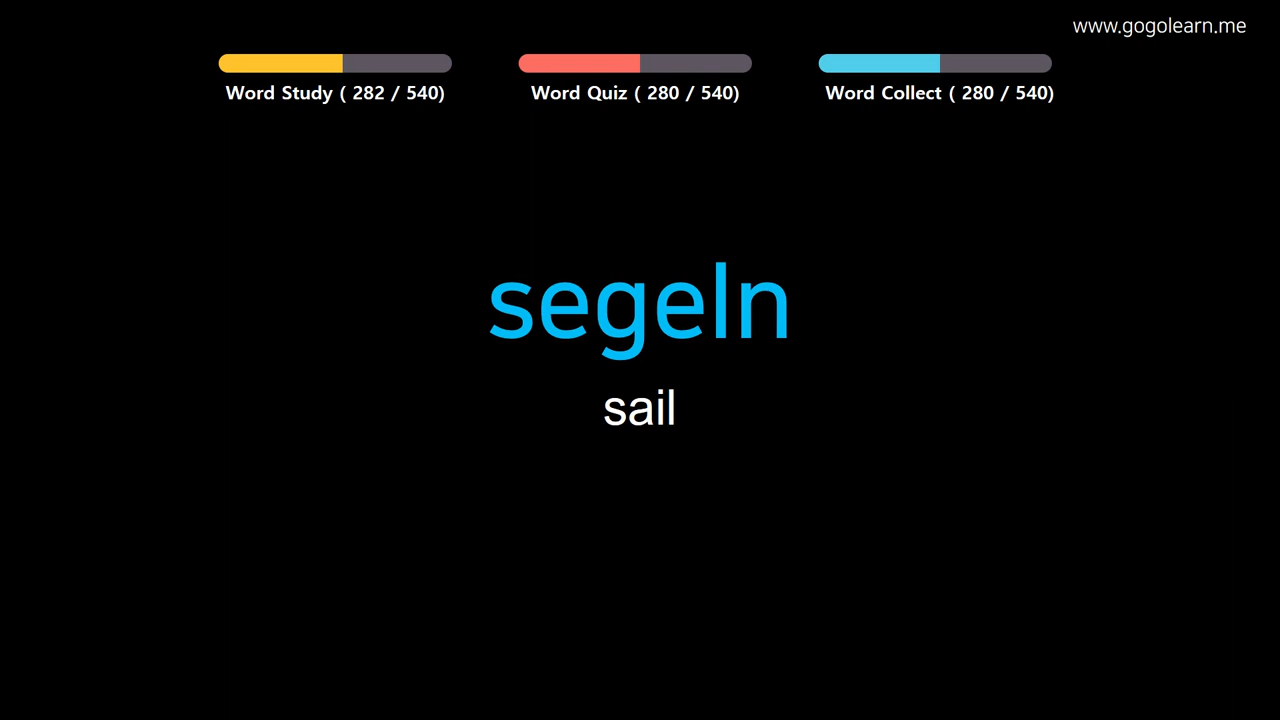 www.gogolearn.me
Word Study ( 282 / 540)
Word Quiz ( 280 / 540)
Word Collect ( 280 / 540)
segeln
sail